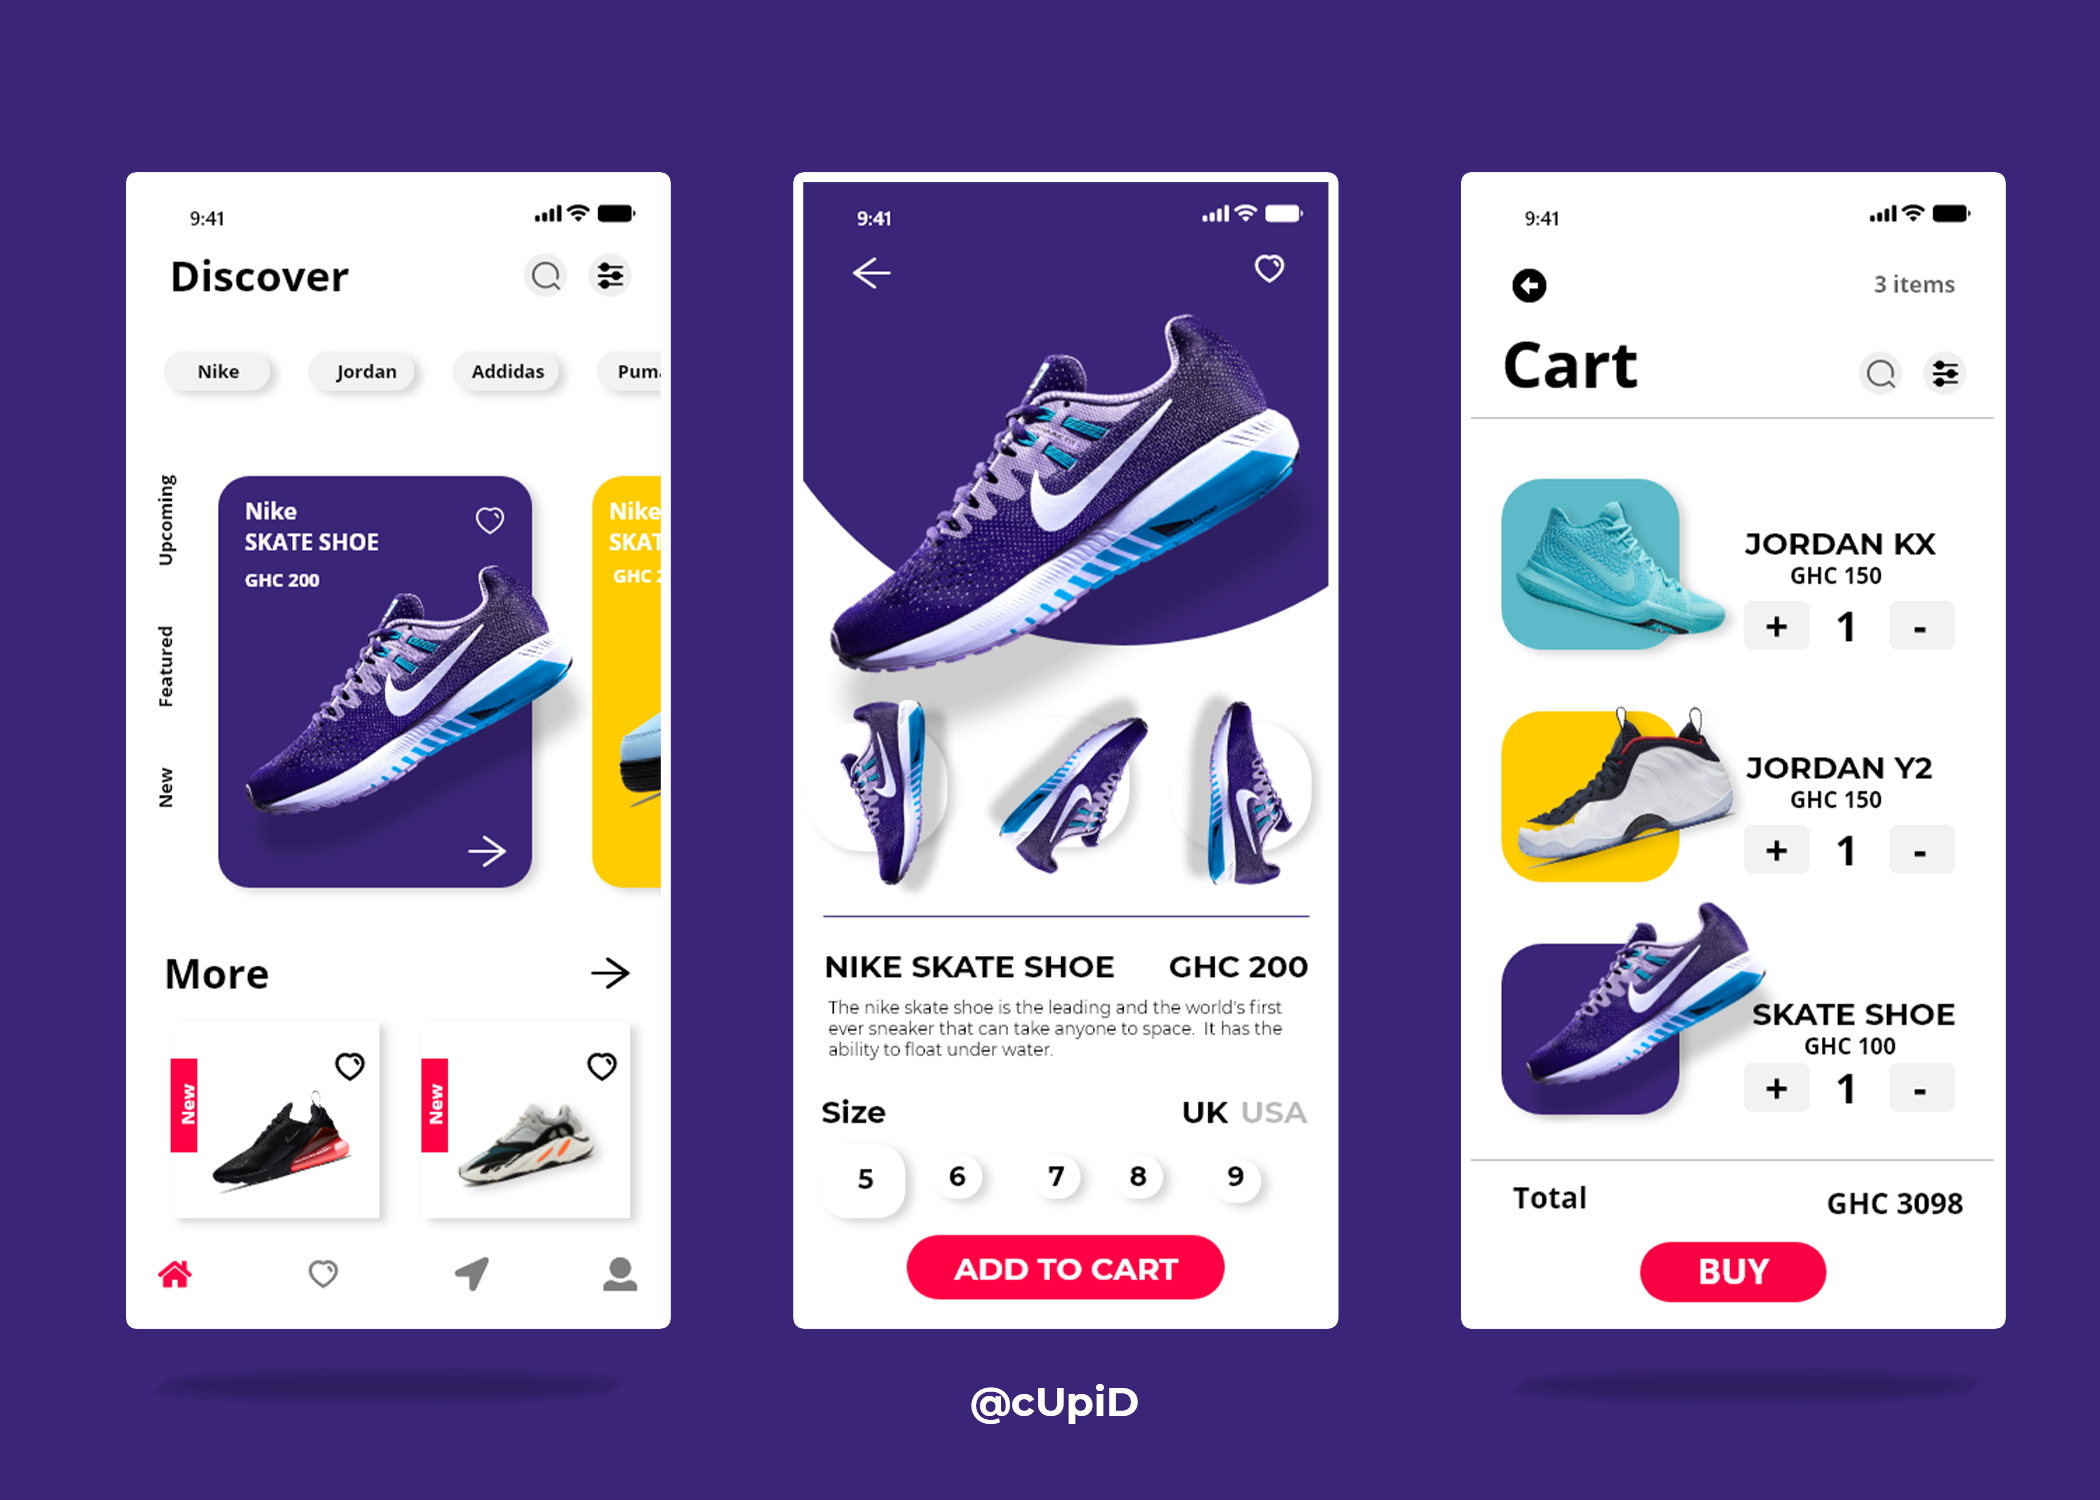 9:41
Discover
Nike
Jordan
Addidas
Pum
Upcoming
Featured
New
Nike
SKATE SHOE
GHC 200
Nike
SKAT
GHC 2
More
New
New
9:41
NIKE SKATE SHOE
GHC 200
The nike skate shoe is the leading and the world's first
ever sneaker that can take anyone to space. It has the
ability to float under water.
Size
UK USA
5
6
7
8
9
ADD TO CART
9:41
3 items
Cart
JORDAN KX
GHC 150
+ 1 -
JORDAN Y2
GHC 150
+ 1 -
SKATE SHOE
GHC 100
+ 1 -
Total
GHC 3098
BUY
@cUpiD